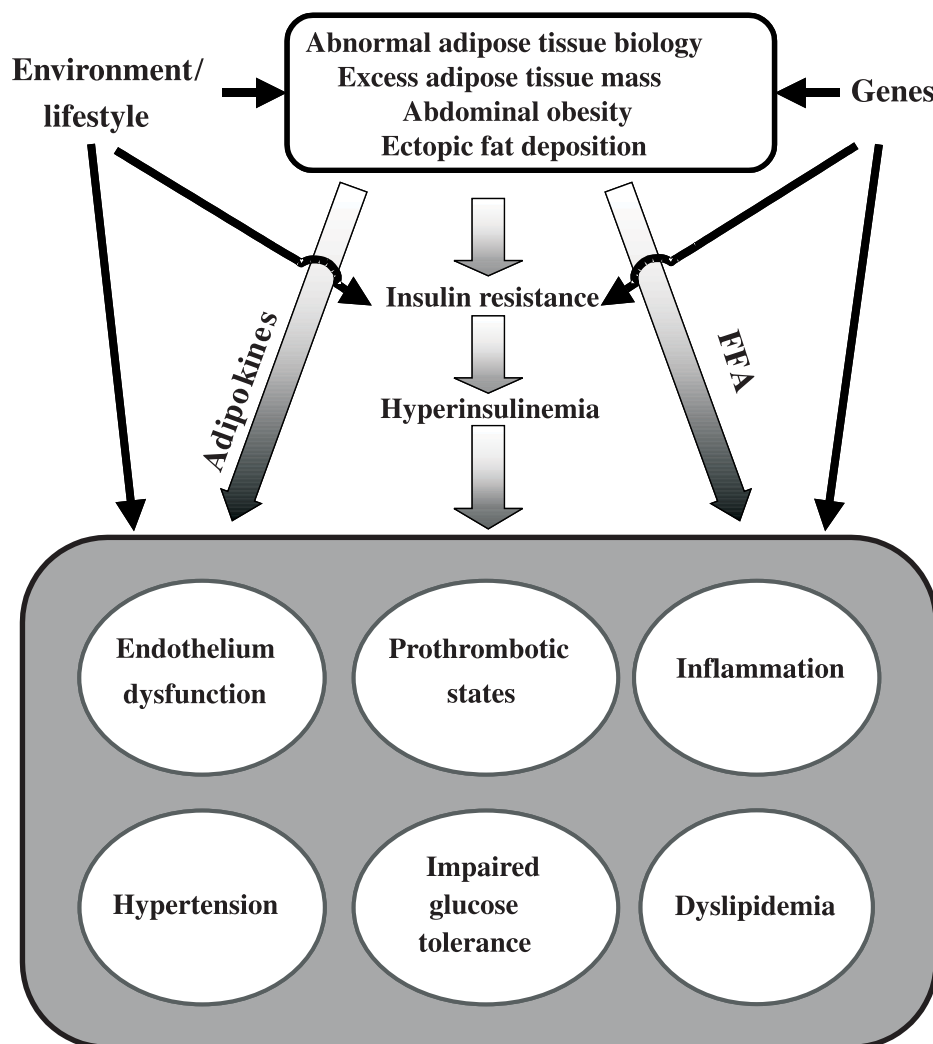 Environment/
lifestyle
Abnormal adipose tissue biology
Excess adipose tissue mass
Abdominal obesity
Ectopic fat deposition
Genes
Insulin resistance
Adipokines
FFA
Hyperinsulinemia
Endothelium
dysfunction
Prothrombotic
states
Inflammation
Hypertension
Impaired
glucose
tolerance
Dyslipidemia